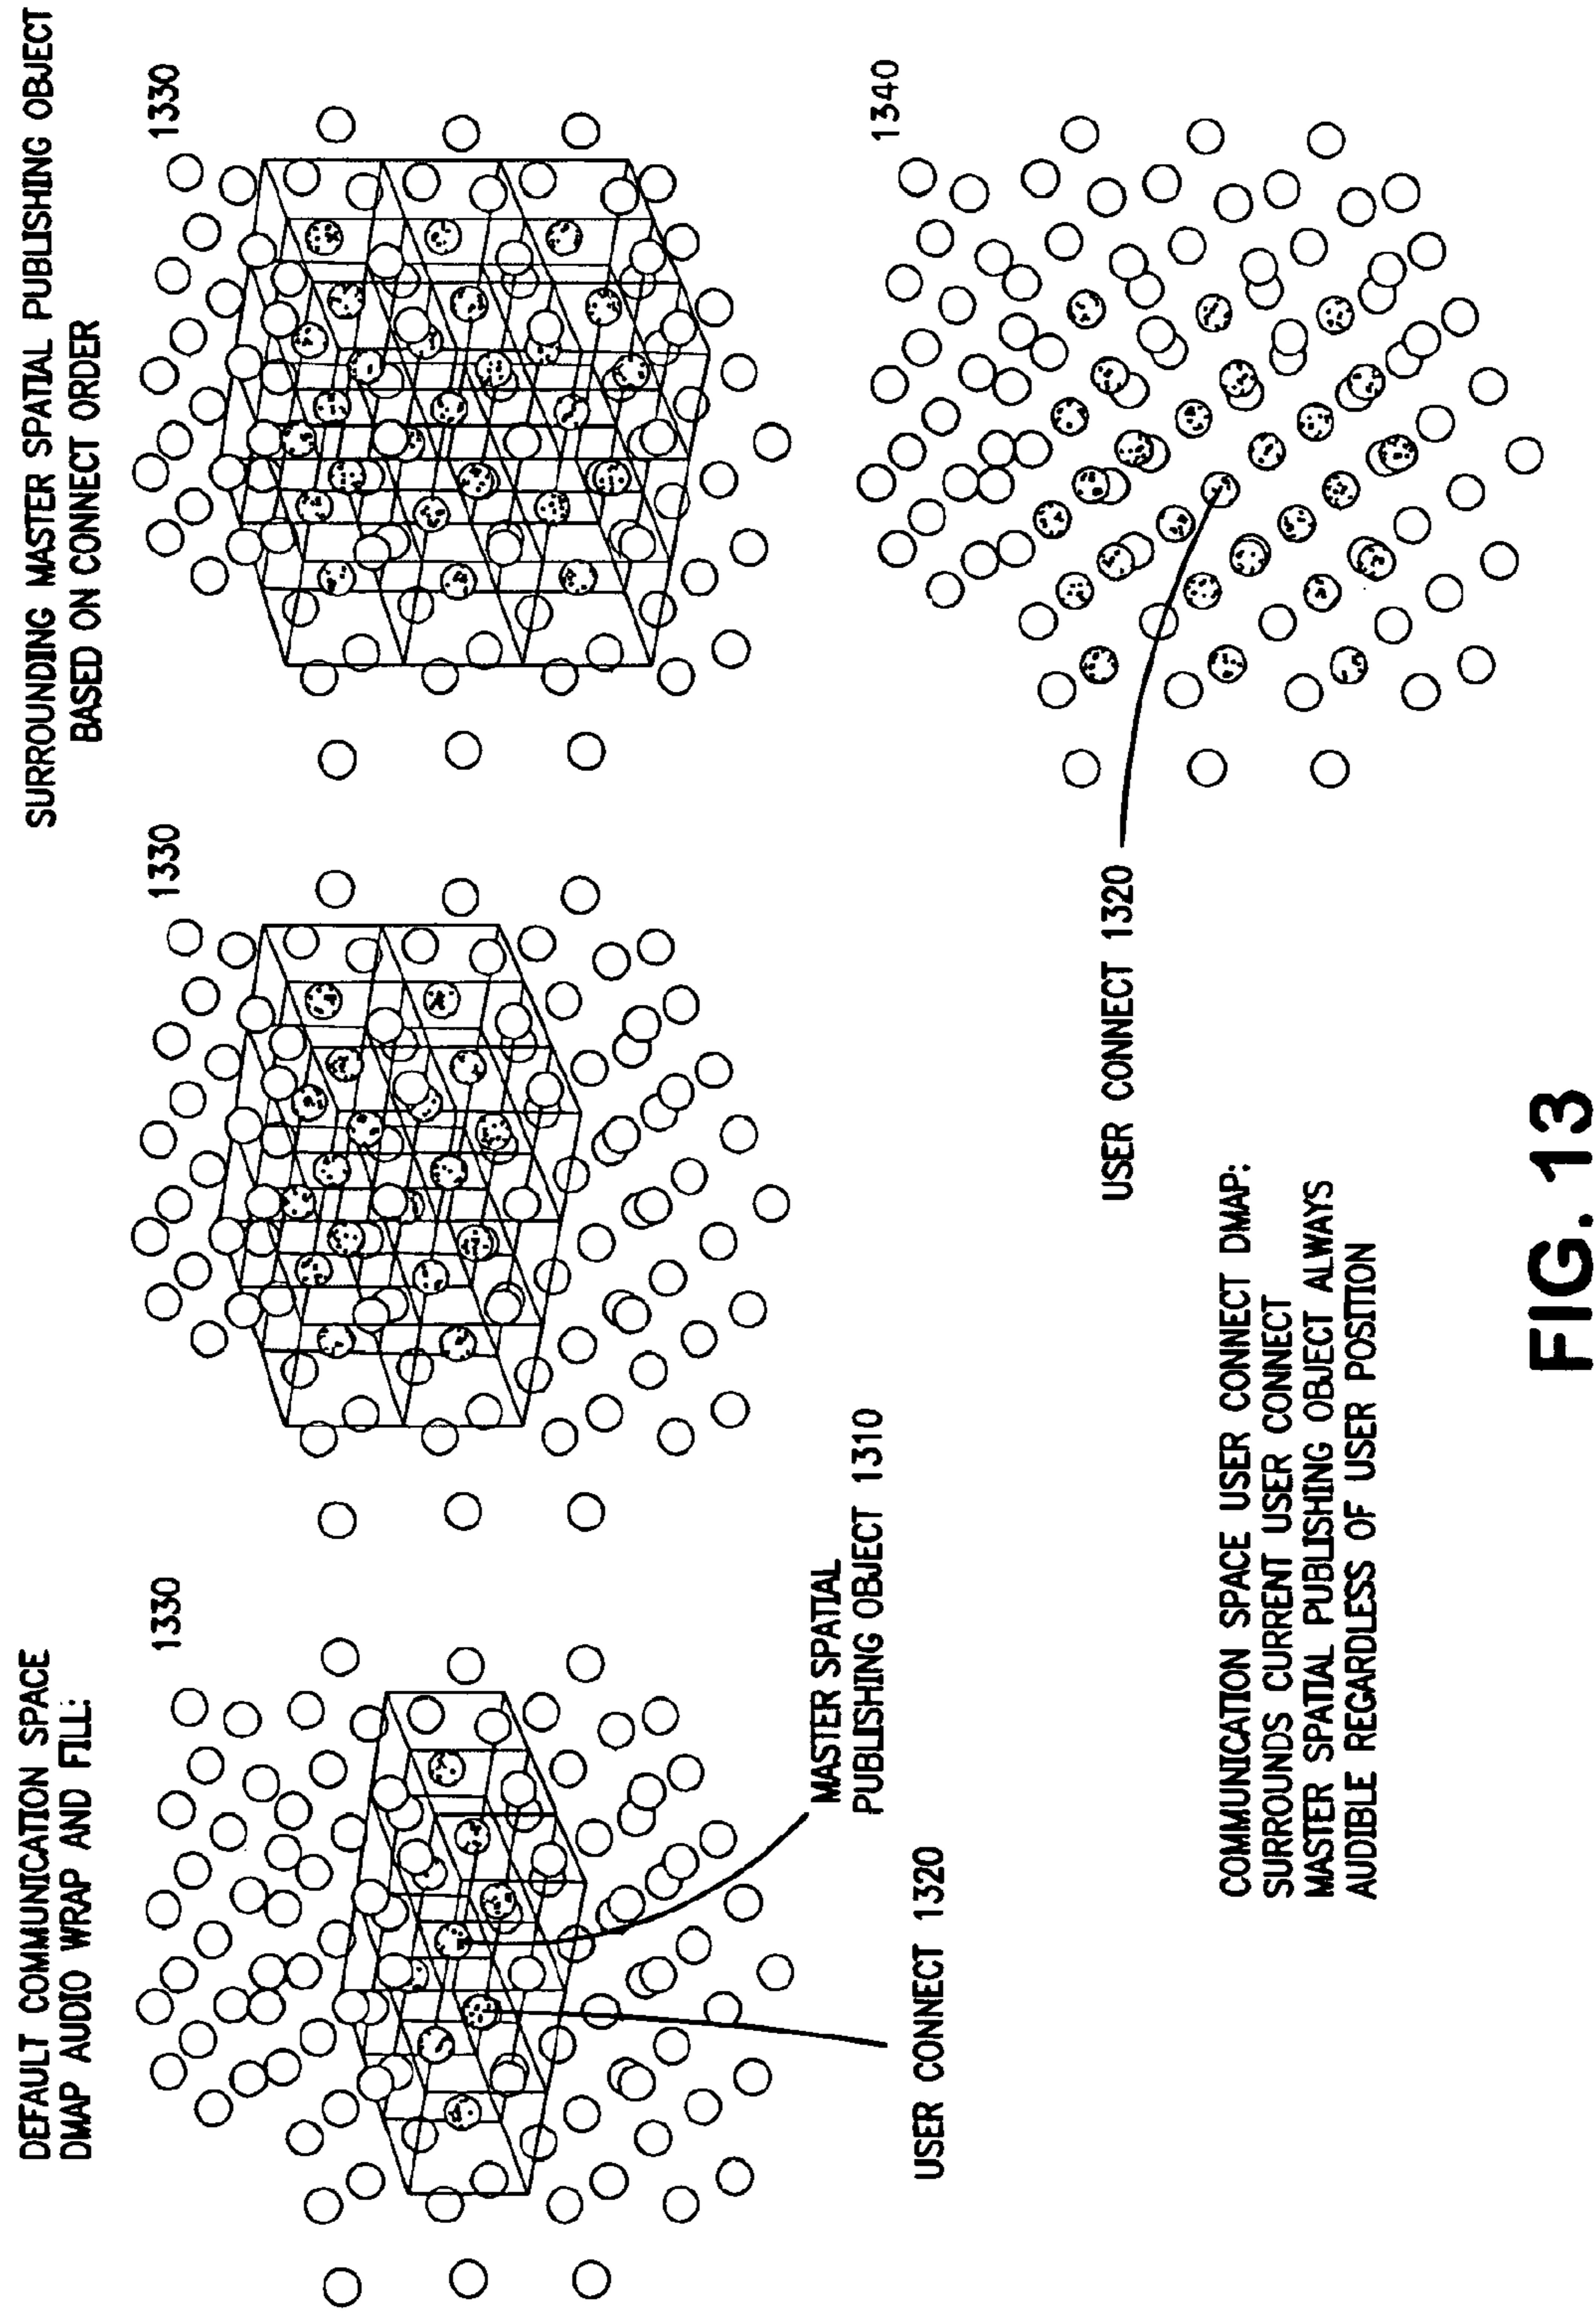 DEFAULT COMMUNICATION SPACE
DMAP AUDIO WRAP AND FILL:
SURROUNDING MASTER SPATIAL PUBLISHING OBJECT
BASED ON CONNECT ORDER
1330
1330
1330
MASTER SPATIAL
PUBLISHING OBJECT 1310
USER CONNECT 1320
1340
USER CONNECT 1320
COMMUNICATION SPACE USER CONNECT DMAP:
SURROUNDS CURRENT USER CONNECT
MASTER SPATIAL PUBLISHING OBJECT ALWAYS
AUDIBLE REGARDLESS OF USER POSITION
FIG. 13